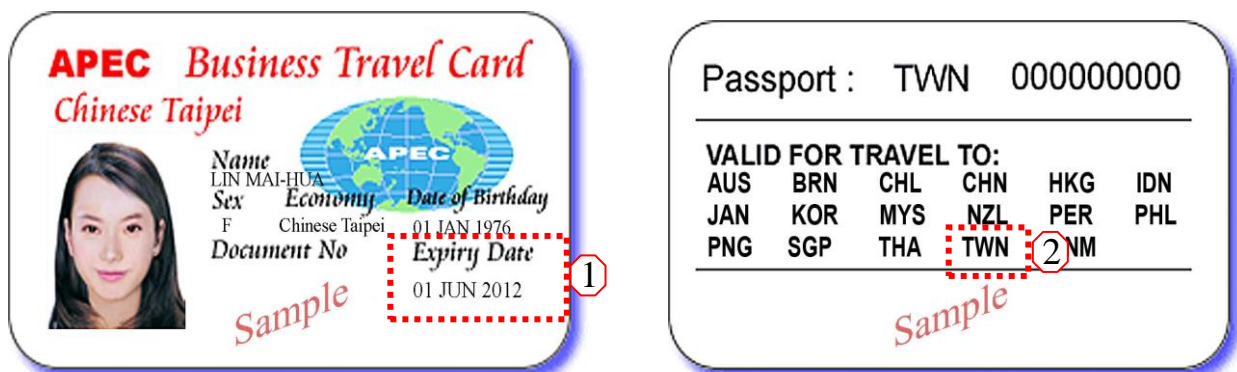 APEC Business Travel Card
Chinese Taipei
APEC
Name
LIN MAI-HUA
Sex Economy Date of Birthday
F Chinese Taipei 01 JAN 1976
Document No Expiry Date
01 JUN 2012
1
Sample
Passport : TWN 000000000
VALID FOR TRAVEL TO:
AUS BRN CHL CHN HKG IDN
JAN KOR MYS NZL PER PHL
PNG SGP THA TWN 2 NM
Sample